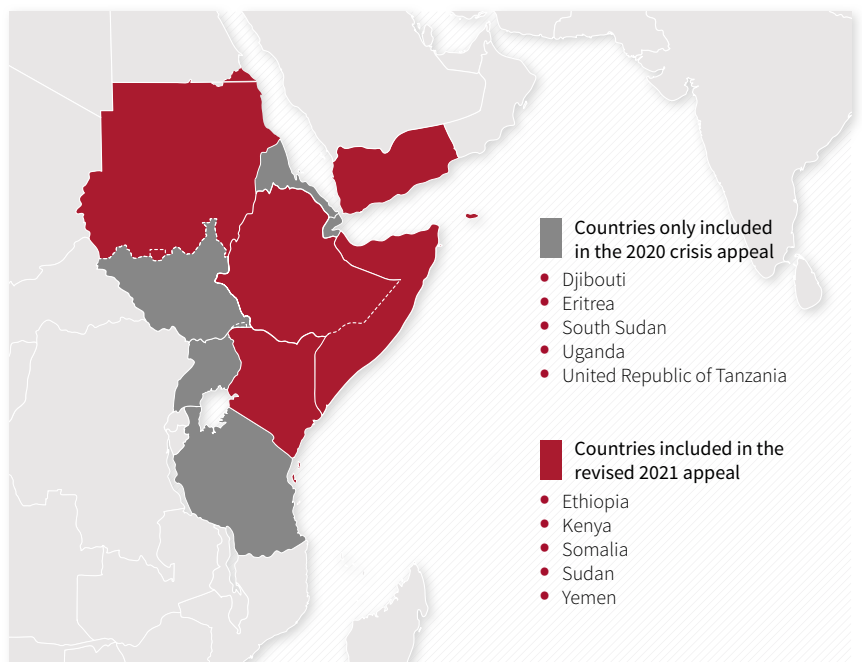 Countries only included
in the 2020 crisis appeal
Djibouti
Eritrea
South Sudan
Uganda
United Republic of Tanzania
Countries included in the
revised 2021 appeal
Ethiopia
Kenya
Somalia
Sudan
Yemen